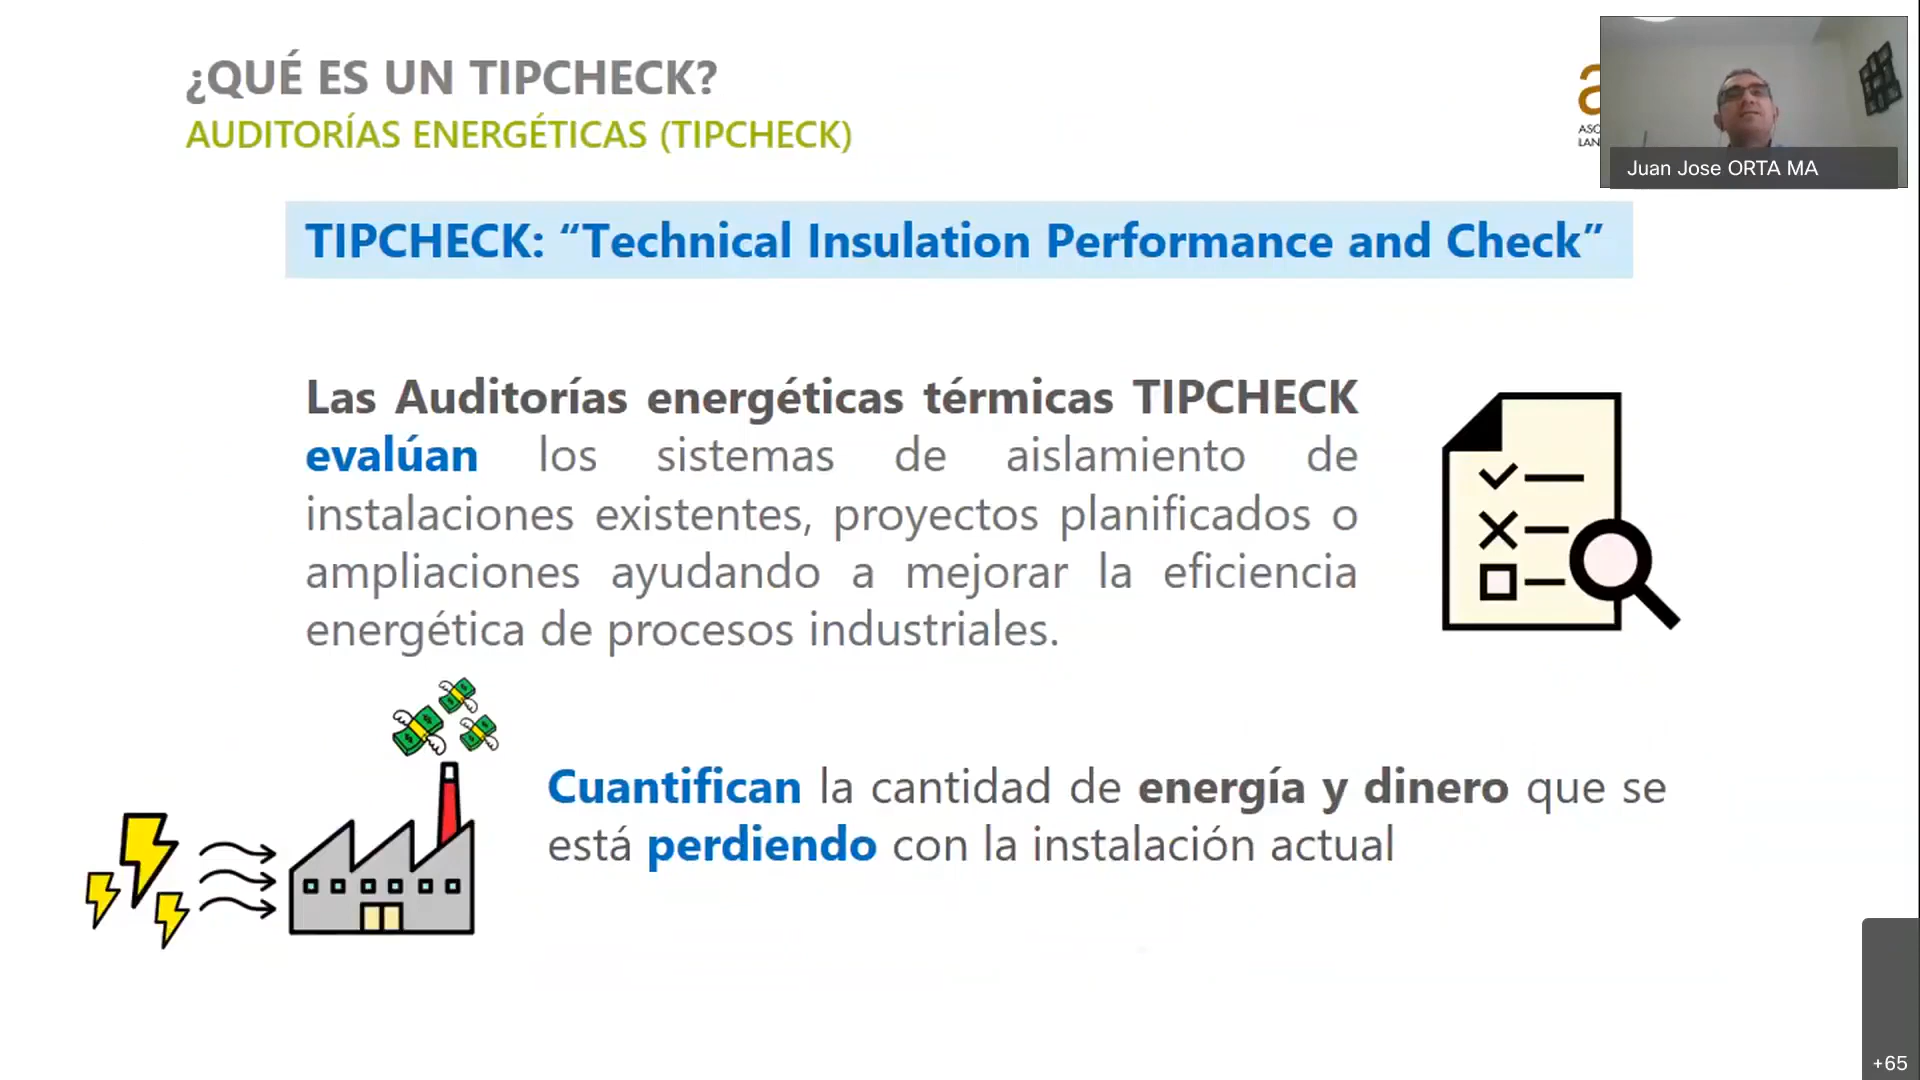 ¿QUÉ ES UN TIPCHECK?
AUDITORÍAS ENERGÉTICAS (TIPCHECK)
Juan Jose ORTA MA
TIPCHECK: “Technical Insulation Performance and Check”
Las Auditorías energéticas térmicas TIPCHECK
evalúan los sistemas de aislamiento de
instalaciones existentes, proyectos planificados o
ampliaciones ayudando a mejorar la eficiencia
energética de procesos industriales.
Cuantifican la cantidad de energía y dinero que se
está perdiendo con la instalación actual
+65